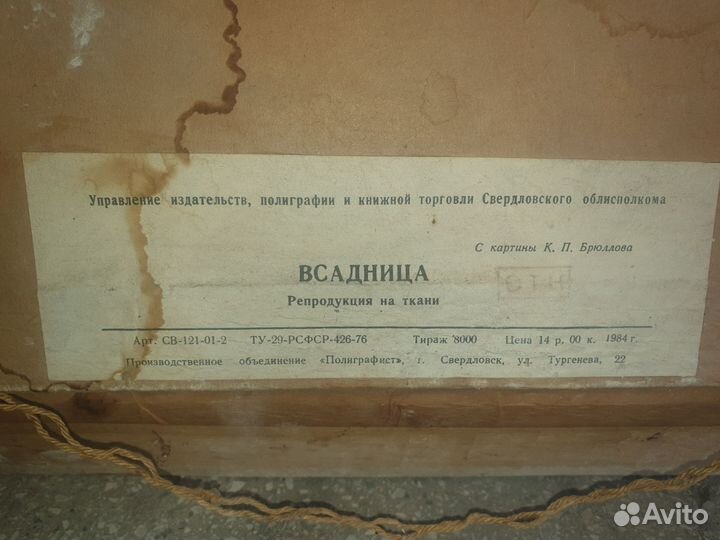 Управление издательств, полиграфии и книжной торговли Свердловского облисполкома
С картины К. П. Брюллова
ВСАДНИЦА
Репродукция на ткани
ОТК
Арт. СВ-121-01-2 ТУ-29-РСФСР-426-76 Тираж 8000 Цена 14 р. 00 к. 1984 г.
Производственное объединение «Полиграфист», г. Свердловск, ул. Тургенева, 22
Avito